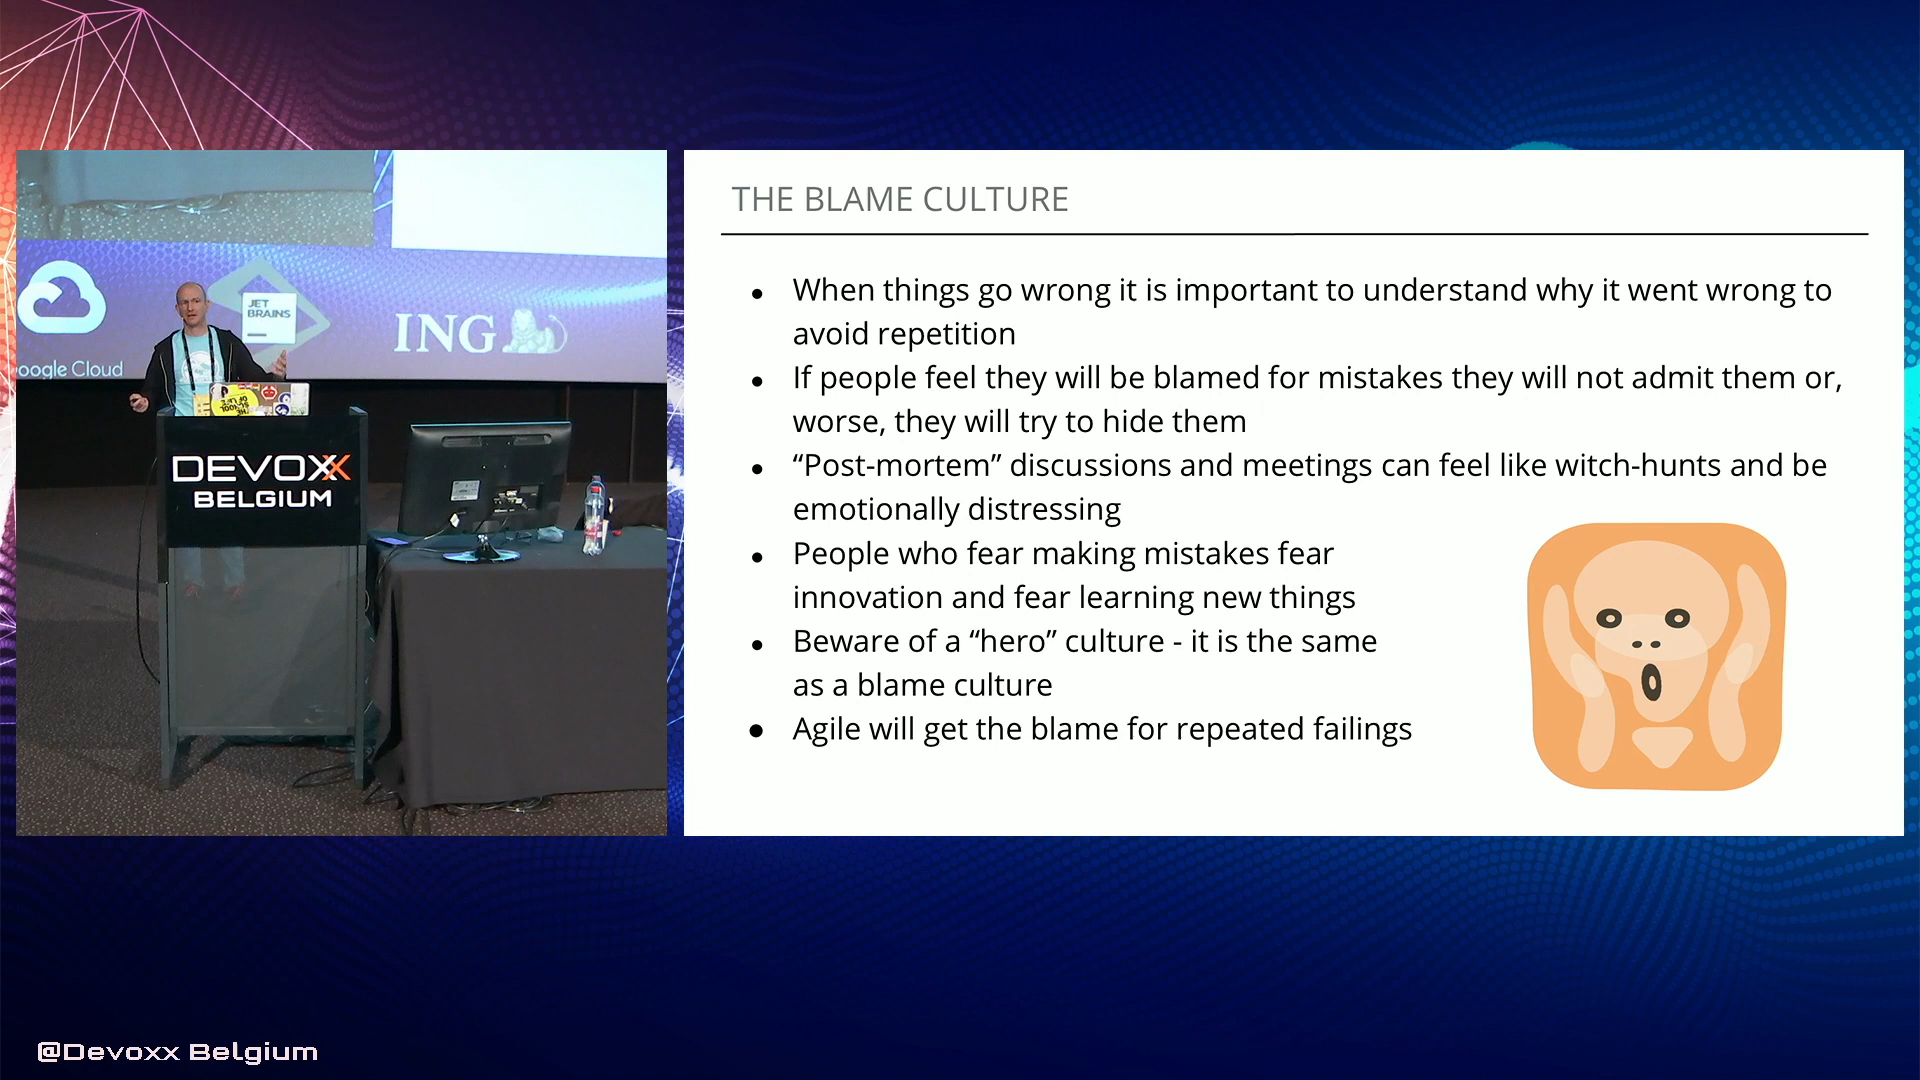 oogle Cloud
JET
BRAINS
ING
DEVOXX
BELGIUM
THE BLAME CULTURE
● When things go wrong it is important to understand why it went wrong to
avoid repetition
● If people feel they will be blamed for mistakes they will not admit them or,
worse, they will try to hide them
● “Post-mortem” discussions and meetings can feel like witch-hunts and be
emotionally distressing
● People who fear making mistakes fear
innovation and fear learning new things
● Beware of a “hero” culture - it is the same
as a blame culture
● Agile will get the blame for repeated failings
@Devoxx Belgium